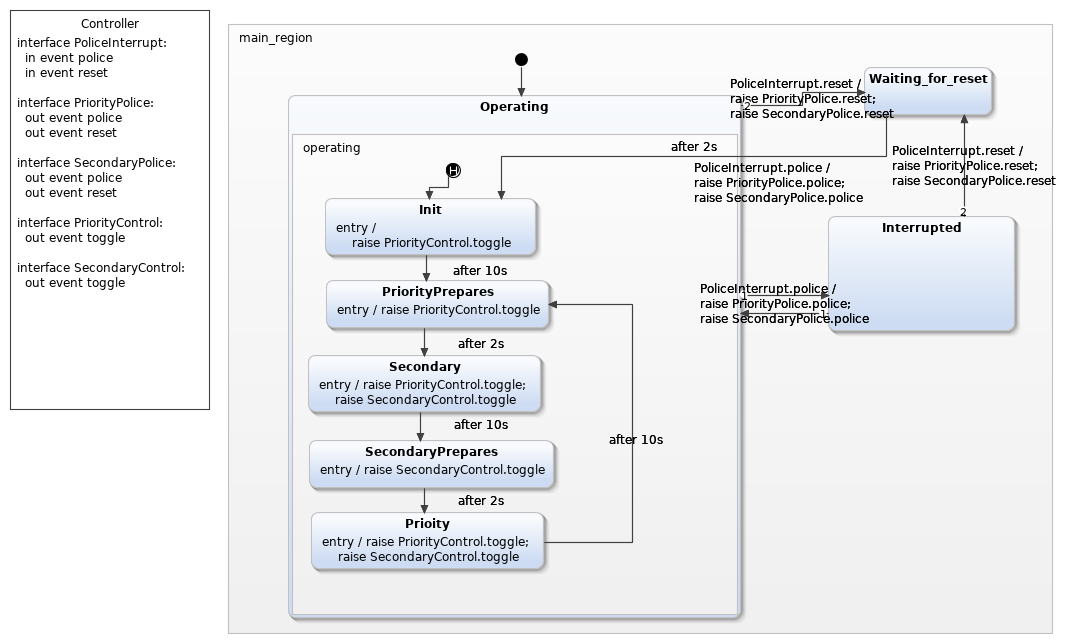 Controller
interface PoliceInterrupt:
in event police
in event reset
interface PriorityPolice:
out event police
out event reset
interface SecondaryPolice:
out event police
out event reset
interface PriorityControl:
out event toggle
interface SecondaryControl:
out event toggle
main_region
Operating
2
PoliceInterrupt.reset /
raise PriorityPolice.reset;
raise SecondaryPolice.reset
Waiting_for_reset
operating
H
after 2s
PoliceInterrupt.police /
raise PriorityPolice.police;
raise SecondaryPolice.police
PoliceInterrupt.reset /
raise PriorityPolice.reset;
raise SecondaryPolice.reset
2
Init
entry /
raise PriorityControl.toggle
Interrupted
after 10s
PriorityPrepares
entry / raise PriorityControl.toggle
PoliceInterrupt.police /
raise PriorityPolice.police;
raise SecondaryPolice.police
1
1
after 2s
Secondary
entry / raise PriorityControl.toggle;
raise SecondaryControl.toggle
after 10s
after 10s
SecondaryPrepares
entry / raise SecondaryControl.toggle
after 2s
Prioity
entry / raise PriorityControl.toggle;
raise SecondaryControl.toggle